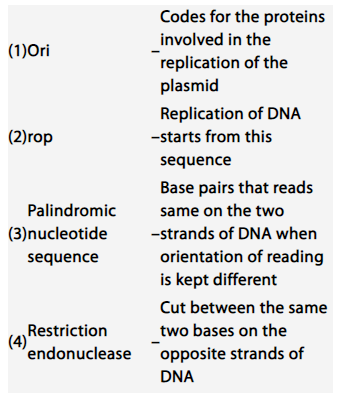 (1)Ori – Codes for the proteins
involved in the
replication of the
plasmid
(2)rop – Replication of DNA
starts from this
sequence
(3) Palindromic
nucleotide
sequence – Base pairs that reads
same on the two
strands of DNA when
orientation of reading
is kept different
(4) Restriction
endonuclease – Cut between the same
two bases on the
opposite strands of
DNA